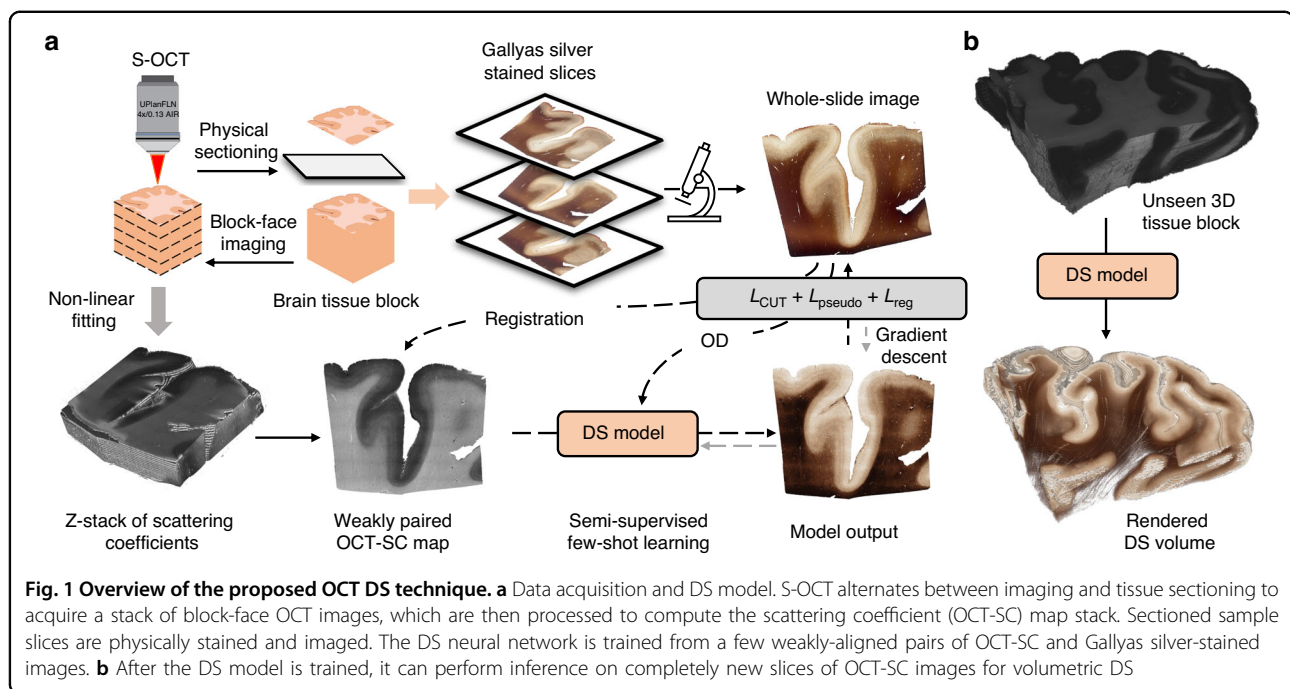 a
S-OCT
UPlanFLN
4x/0.13 AIR
Physical
sectioning
Block-face
imaging
Brain tissue block
Non-linear
fitting
Gallyas silver
stained slices
Whole-slide image
L_CUT + L_pseudo + L_reg
Registration
OD
Gradient
descent
DS model
Z-stack of scattering
coefficients
Weakly paired
OCT-SC map
Semi-supervised
few-shot learning
Model output
b
Unseen 3D
tissue block
DS model
Rendered
DS volume
Fig. 1 Overview of the proposed OCT DS technique. a Data acquisition and DS model. S-OCT alternates between imaging and tissue sectioning to
acquire a stack of block-face OCT images, which are then processed to compute the scattering coefficient (OCT-SC) map stack. Sectioned sample
slices are physically stained and imaged. The DS neural network is trained from a few weakly-aligned pairs of OCT-SC and Gallyas silver-stained
images. b After the DS model is trained, it can perform inference on completely new slices of OCT-SC images for volumetric DS